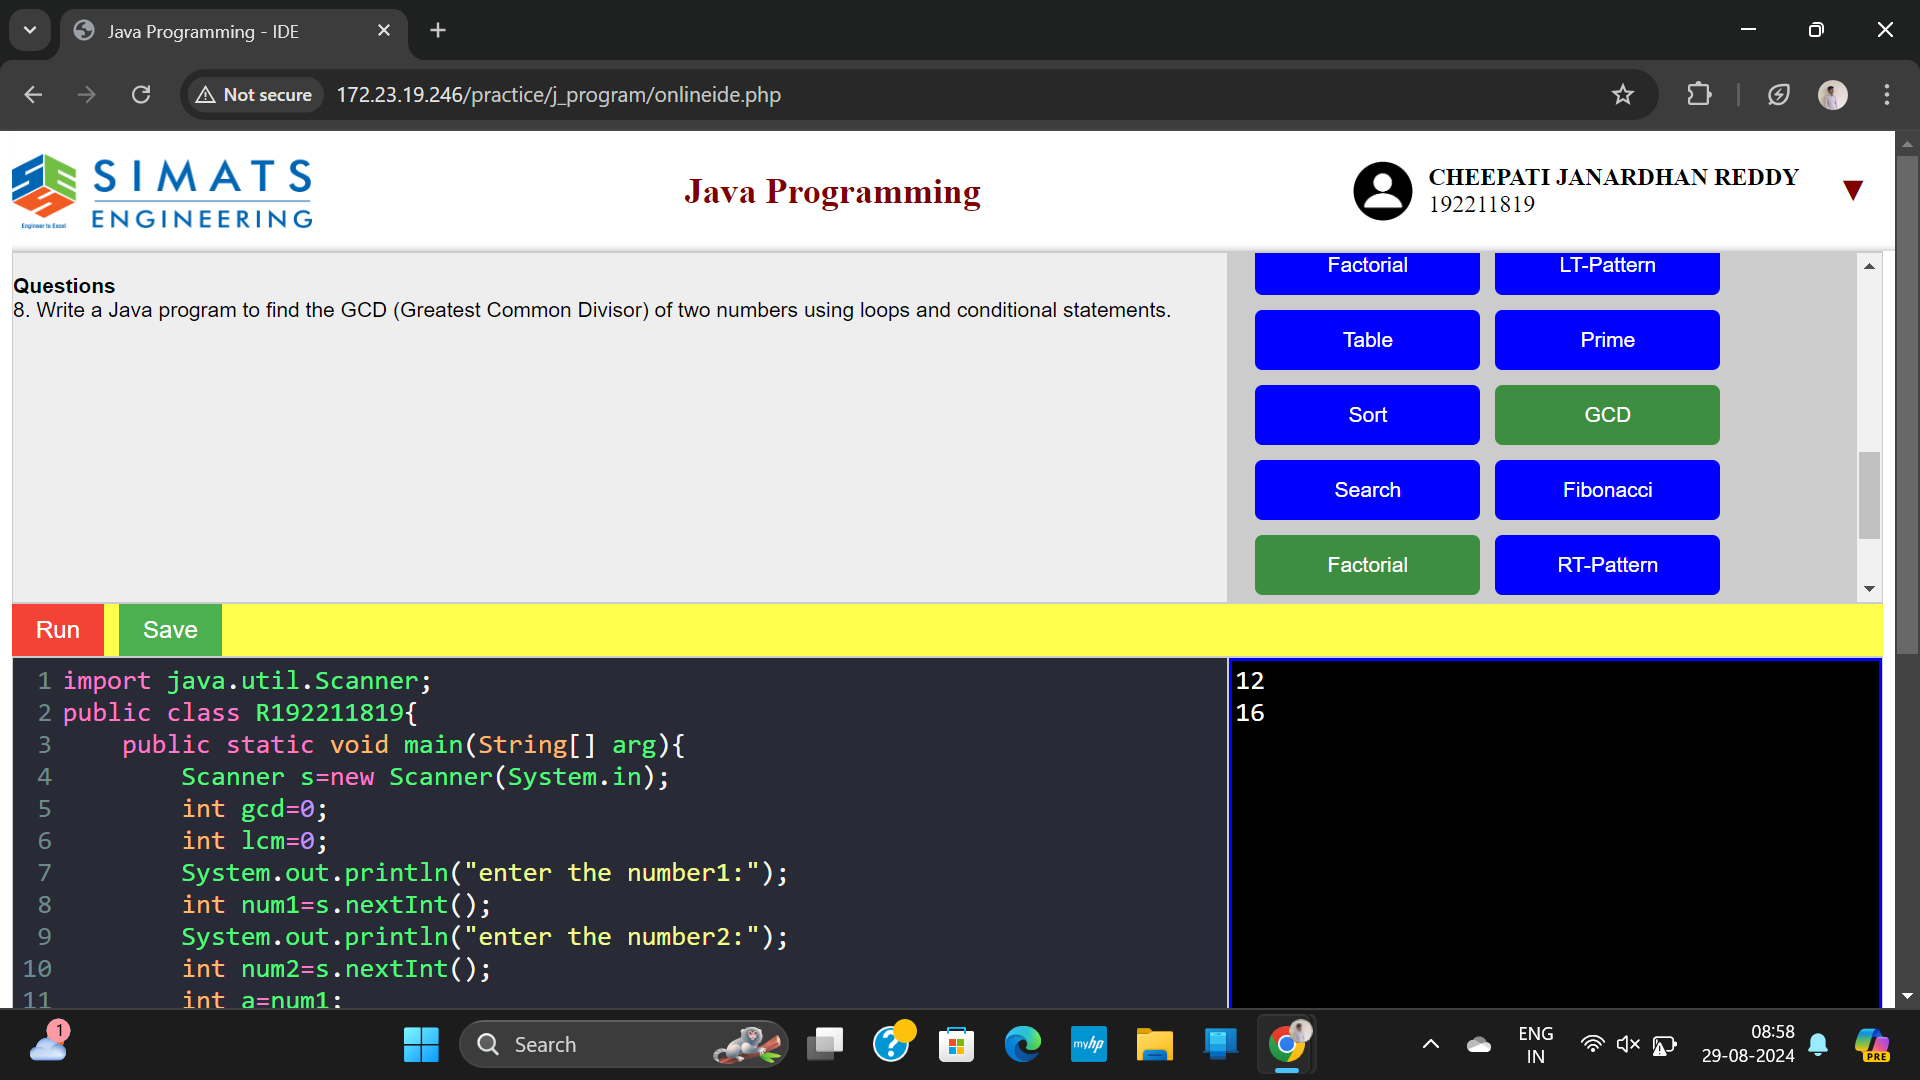 Java Programming - IDE
Not secure
172.23.19.246/practice/j_program/onlineide.php
SIMATS
ENGINEERING
Engineer to Excel
Java Programming
CHEEPATI JANARDHAN REDDY
192211819
▼
Questions
8. Write a Java program to find the GCD (Greatest Common Divisor) of two numbers using loops and conditional statements.
Factorial
LT-Pattern
Table
Prime
Sort
GCD
Search
Fibonacci
Factorial
RT-Pattern
Run
Save
1 import java.util.Scanner;
2 public class R192211819{
3     public static void main(String[] arg){
4         Scanner s=new Scanner(System.in);
5         int gcd=0;
6         int lcm=0;
7         System.out.println("enter the number1:");
8         int num1=s.nextInt();
9         System.out.println("enter the number2:");
10         int num2=s.nextInt();
11         int a=num1;
12
16
1
Search
myhp
ENG
IN
08:58
29-08-2024
PRE